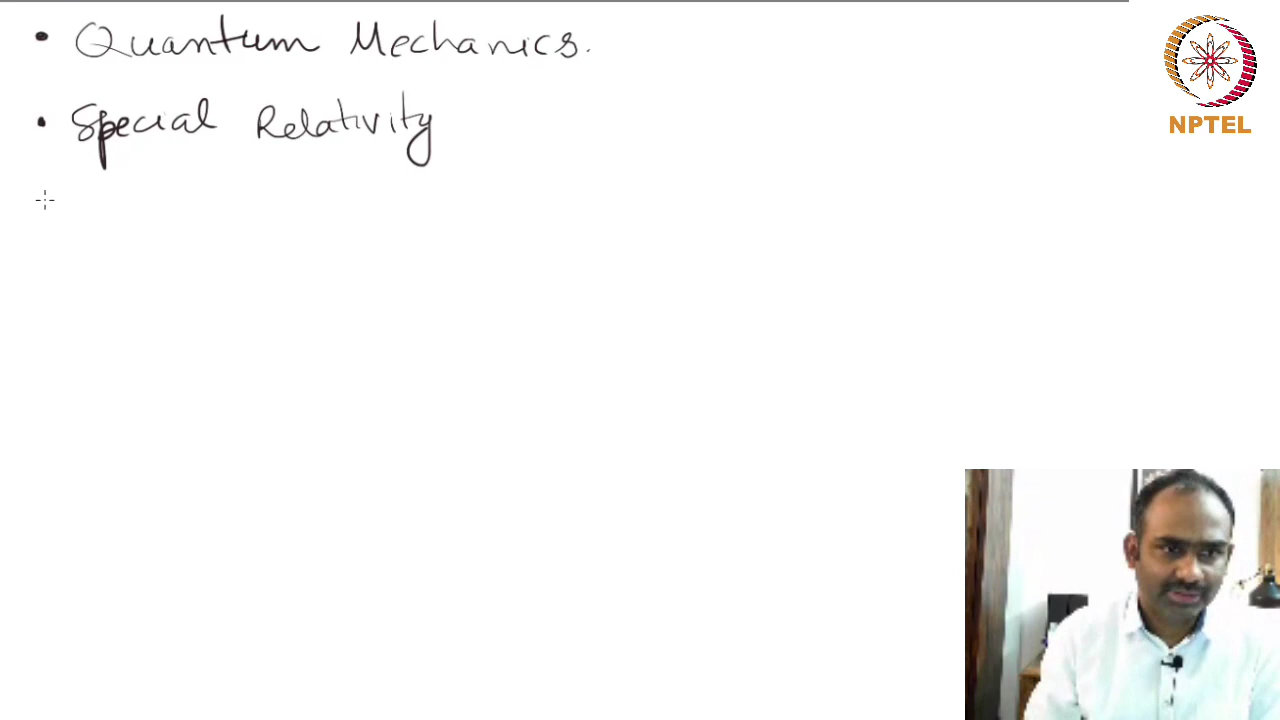 • Quantum Mechanics.
• Special Relativity
NPTEL